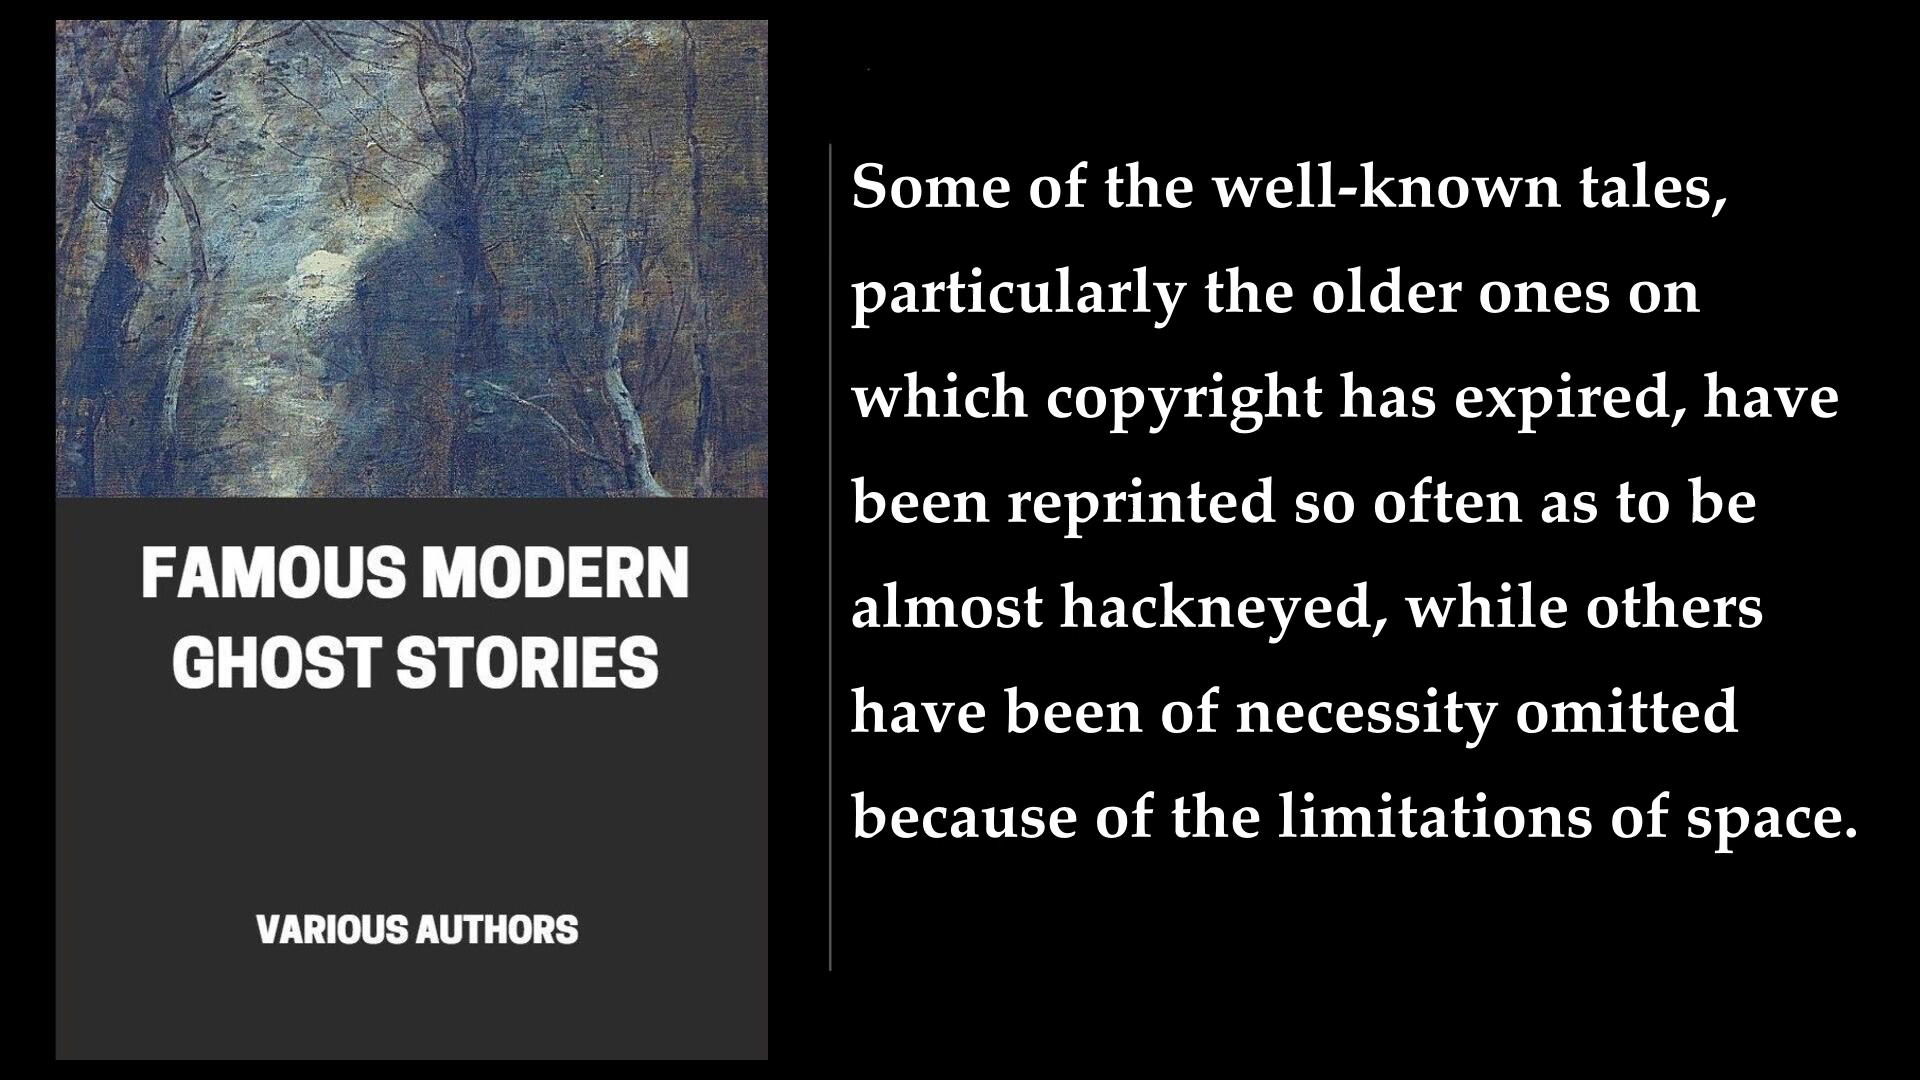 FAMOUS MODERN
GHOST STORIES
VARIOUS AUTHORS
Some of the well-known tales,
particularly the older ones on
which copyright has expired, have
been reprinted so often as to be
almost hackneyed, while others
have been of necessity omitted
because of the limitations of space.